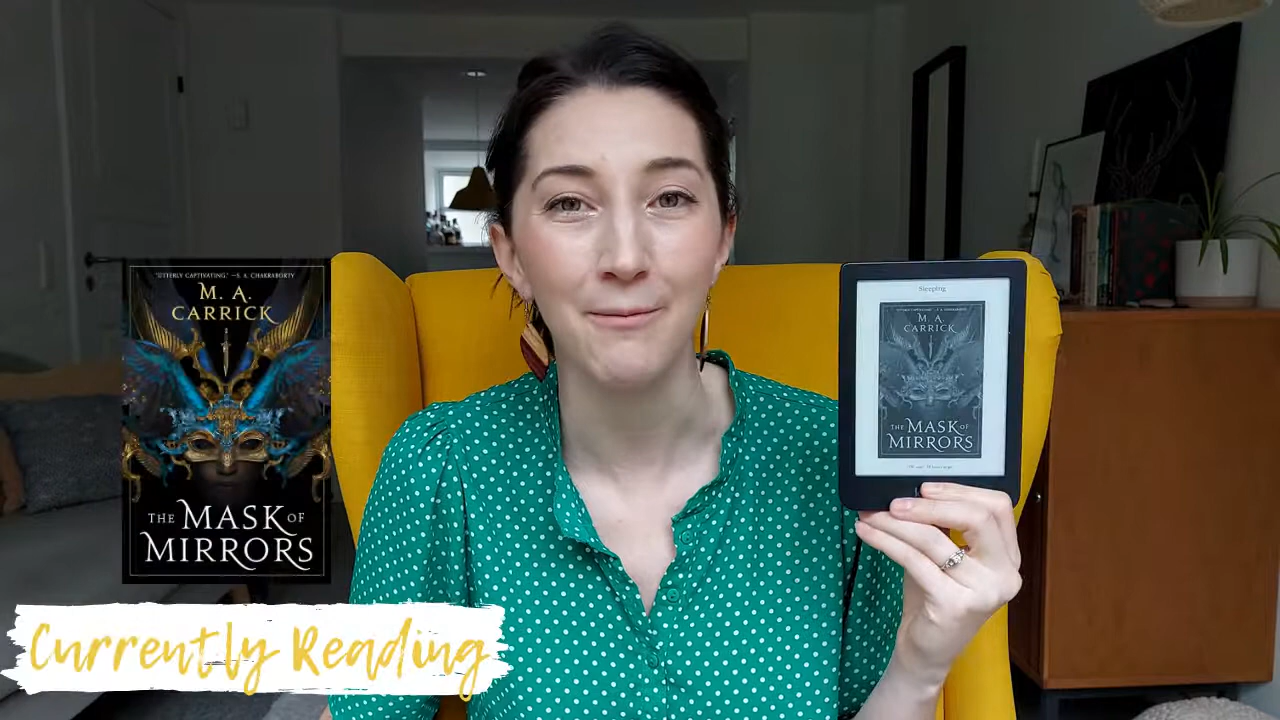 "UTTERLY CAPTIVATING." —S. A. CHAKRABORTY
M. A.
CARRICK
THE MASK OF
MIRRORS
Currently Reading
Sleeping
M. A.
CARRICK
THE MASK OF
MIRRORS